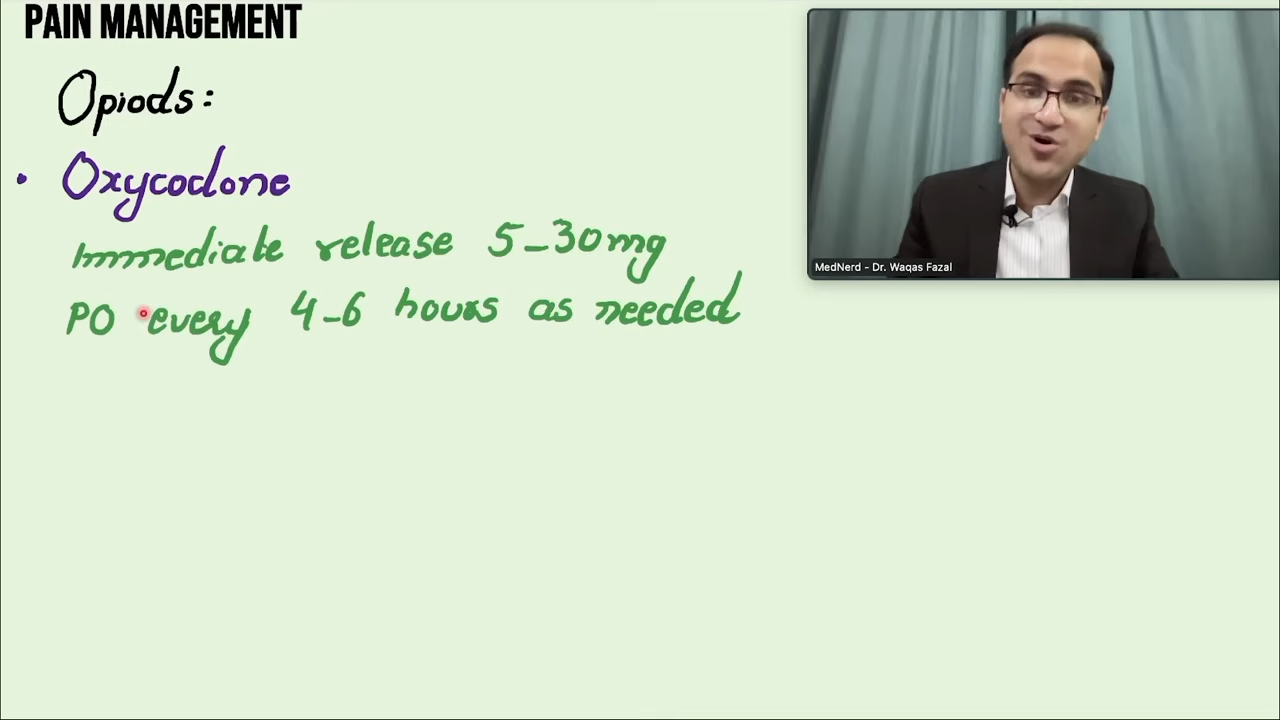 PAIN MANAGEMENT
Opiods:
• Oxycodone
Immediate release 5-30mg
PO every 4-6 hours as needed
MedNerd - Dr. Waqas Fazal